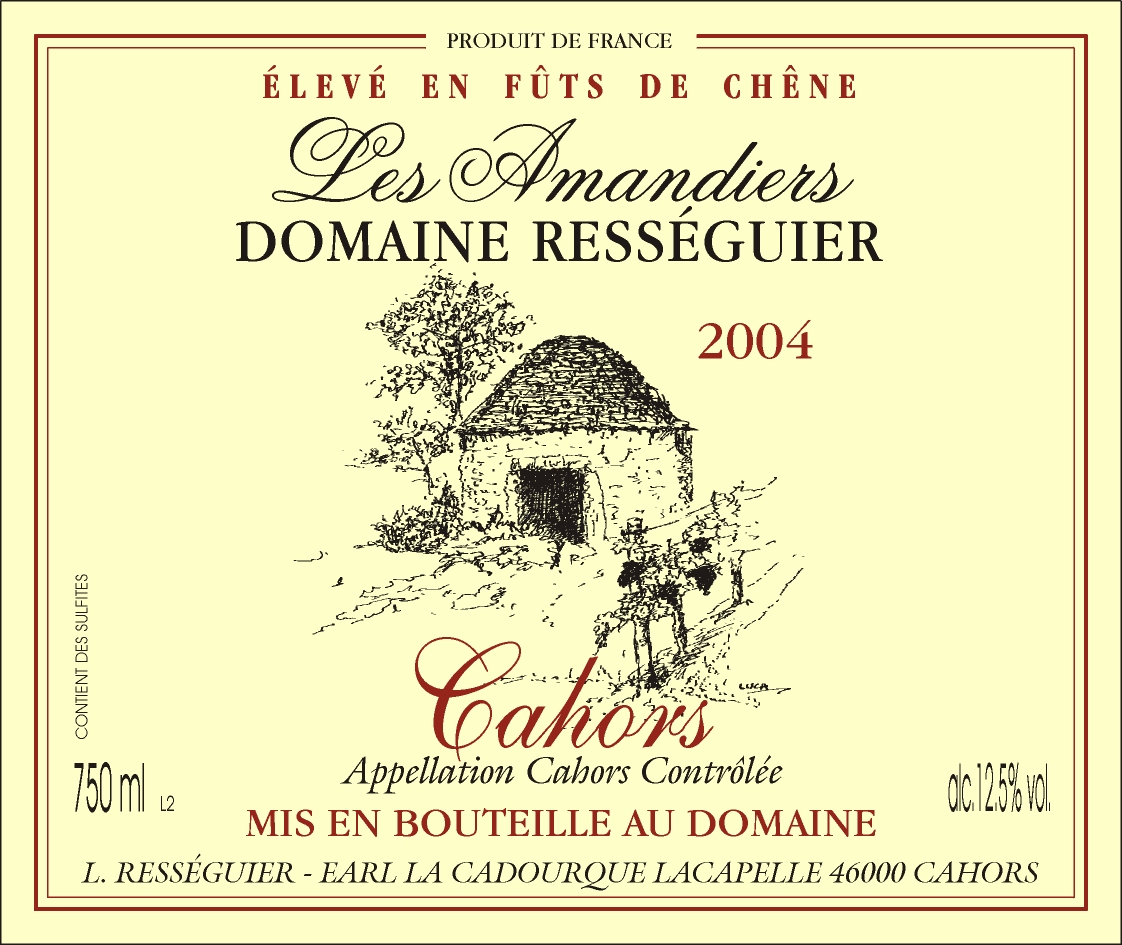 PRODUIT DE FRANCE
ÉLEVÉ EN FÛTS DE CHÊNE
Les Amandiers
DOMAINE RESSÉGUIER
2004
LUCA
Cahors
Appellation Cahors Contrôlée
CONTIENT DES SULFITES
750 ml L2
alc.12.5% vol.
MIS EN BOUTEILLE AU DOMAINE
L. RESSÉGUIER - EARL LA CADOURQUE LACAPELLE 46000 CAHORS